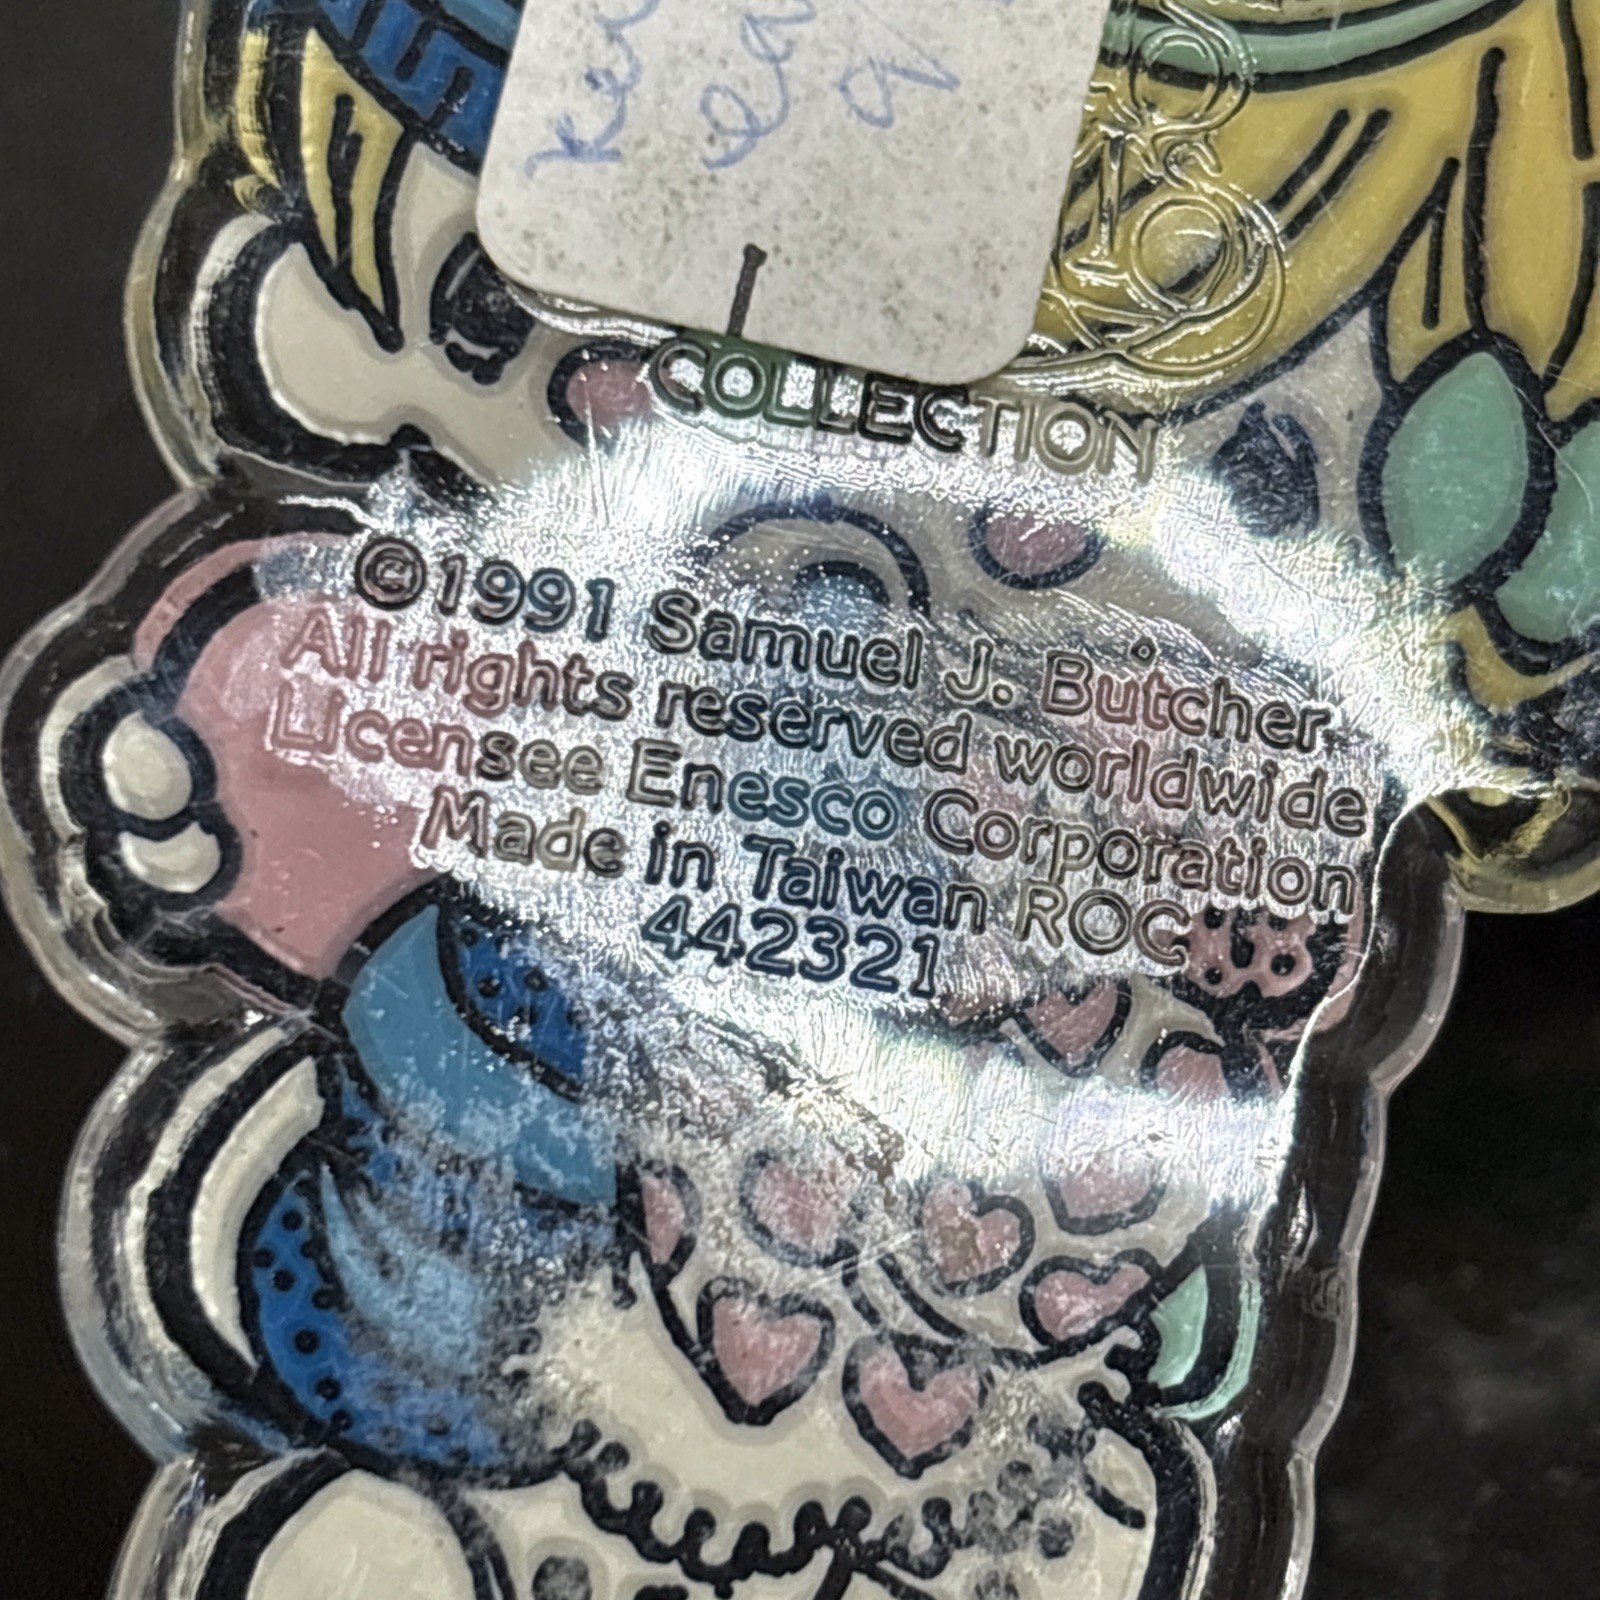 COLLECTION
©1991 Samuel J. Butcher
All rights reserved worldwide
Licensee Enesco Corporation
Made in Taiwan ROC
442321